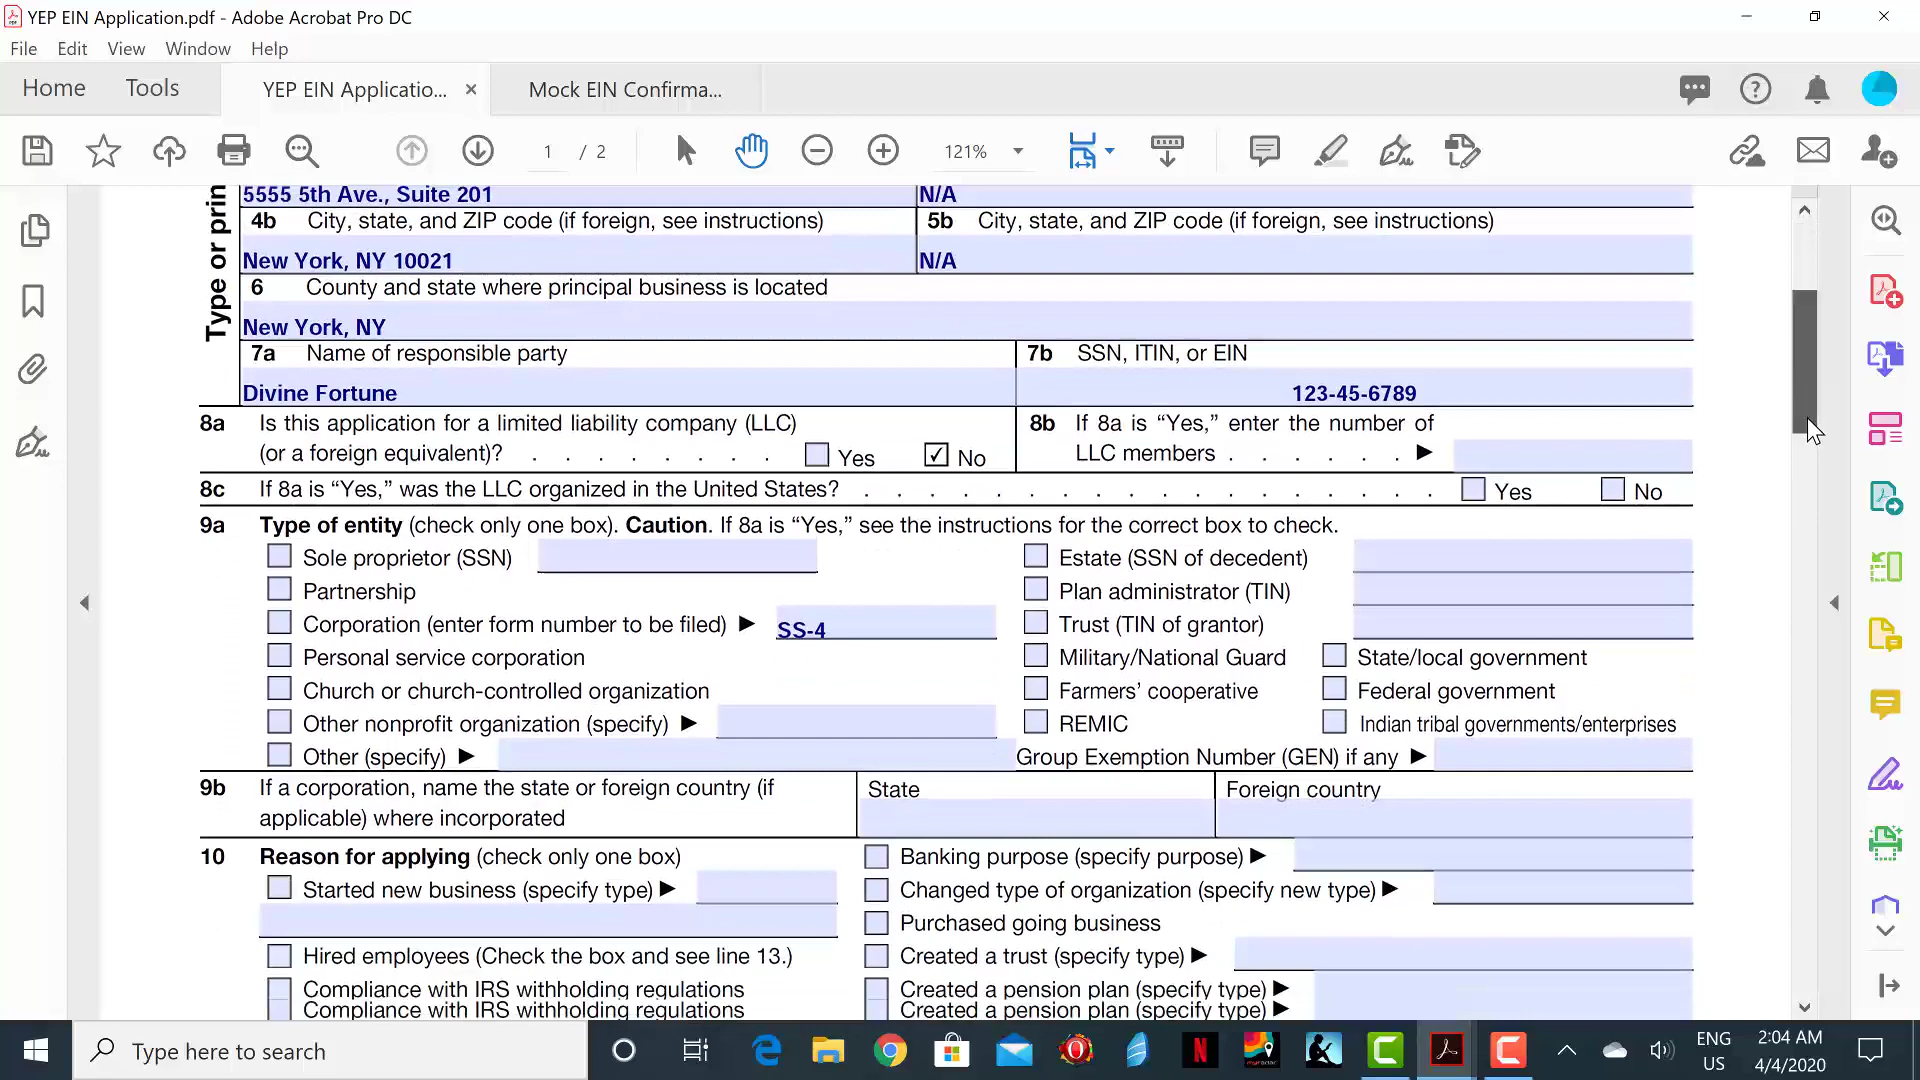 YEP EIN Application.pdf - Adobe Acrobat Pro DC
File Edit View Window Help
Home Tools YEP EIN Applicatio... × Mock EIN Confirma...
1 / 2 121%
Type or prin
5555 5th Ave., Suite 201 N/A
4b City, state, and ZIP code (if foreign, see instructions) 5b City, state, and ZIP code (if foreign, see instructions)
New York, NY 10021 N/A
6 County and state where principal business is located
New York, NY
7a Name of responsible party 7b SSN, ITIN, or EIN
Divine Fortune 123-45-6789
8a Is this application for a limited liability company (LLC) 8b If 8a is “Yes,” enter the number of
(or a foreign equivalent)? . . . . . . . . Yes ✓ No LLC members . . . . . . ▶
8c If 8a is “Yes,” was the LLC organized in the United States? . . . . . . . . . . . . . . . . . . Yes No
9a Type of entity (check only one box). Caution. If 8a is “Yes,” see the instructions for the correct box to check.
Sole proprietor (SSN) Estate (SSN of decedent)
Partnership Plan administrator (TIN)
Corporation (enter form number to be filed) ▶ SS-4 Trust (TIN of grantor)
Personal service corporation Military/National Guard State/local government
Church or church-controlled organization Farmers’ cooperative Federal government
Other nonprofit organization (specify) ▶ REMIC Indian tribal governments/enterprises
Other (specify) ▶ Group Exemption Number (GEN) if any ▶
9b If a corporation, name the state or foreign country (if State Foreign country
applicable) where incorporated
10 Reason for applying (check only one box) Banking purpose (specify purpose) ▶
Started new business (specify type) ▶ Changed type of organization (specify new type) ▶
Purchased going business
Hired employees (Check the box and see line 13.) Created a trust (specify type) ▶
Compliance with IRS withholding regulations Created a pension plan (specify type) ▶
Compliance with IRS withholding regulations Created a pension plan (specify type) ▶
Type here to search ENG 2:04 AM
US 4/4/2020